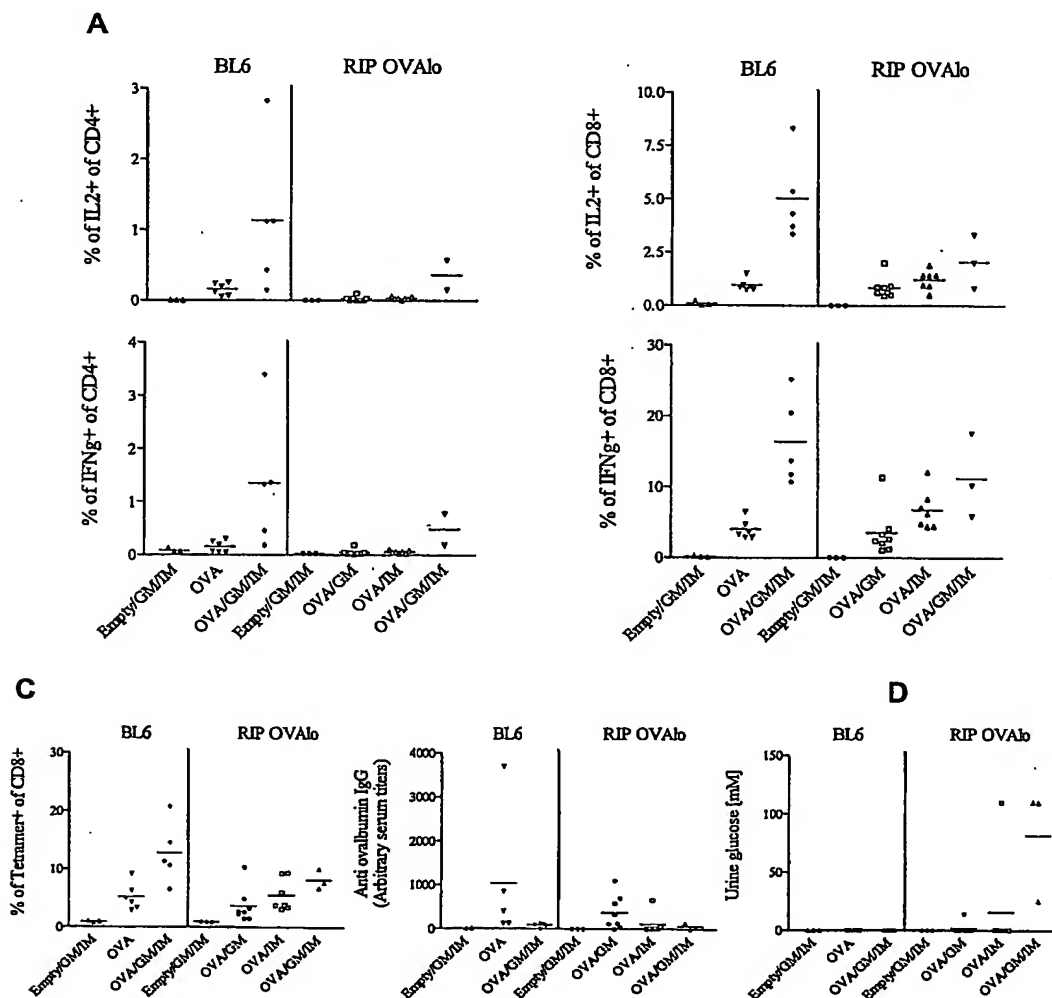 A
BL6
RIP OVAlo
3
2
1
0
% of IL2+ of CD4+
BL6
RIP OVAlo
10.0
7.5
5.0
2.5
0.0
% of IL2+ of CD8+
4
3
2
1
0
% of IFNg+ of CD4+
Empty/GM/IM
OVA
OVA/GM/IM
Empty/GM/IM
OVA/GM
OVA/IM
OVA/GM/IM
30
20
10
0
% of IFNg+ of CD8+
Empty/GM/IM
OVA
OVA/GM/IM
Empty/GM/IM
OVA/GM
OVA/IM
OVA/GM/IM
C
BL6
RIP OVAlo
30
20
10
0
% of Tetramer+ of CD8+
Empty/GM/IM
OVA
OVA/GM/IM
Empty/GM/IM
OVA/GM
OVA/IM
OVA/GM/IM
BL6
RIP OVAlo
4000
3000
2000
1000
0
Anti ovalbumin IgG
(Arbitrary serum titers)
Empty/GM/IM
OVA
OVA/GM/IM
Empty/GM/IM
OVA/GM
OVA/IM
OVA/GM/IM
D
BL6
RIP OVAlo
150
100
50
0
Urine glucose [mM]
Empty/GM/IM
OVA
OVA/GM/IM
Empty/GM/IM
OVA/GM
OVA/IM
OVA/GM/IM